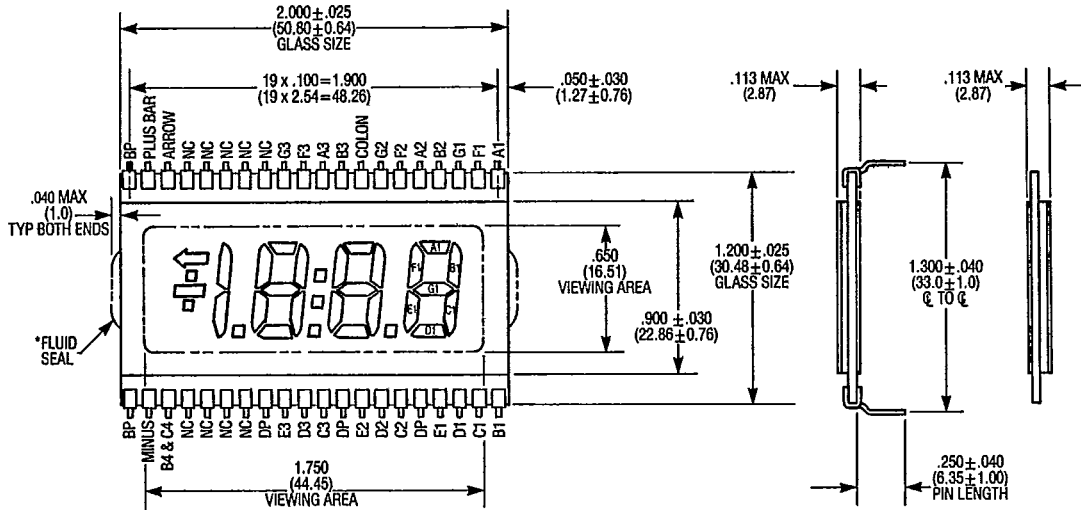 2.000±.025
(50.80±0.64)
GLASS SIZE
19 x .100=1.900
(19 x 2.54=48.26)
.050±.030
(1.27±0.76)
.113 MAX
(2.87)
.113 MAX
(2.87)
BP
PLUS BAR
ARROW
NC
NC
NC
NC
NC
G3
F3
A3
B3
COLON
G2
F2
A2
B2
G1
F1
A1
.040 MAX
(1.0)
TYP BOTH ENDS
A1
F1
B1
G1
E1
C1
D1
.650
(16.51)
VIEWING AREA
1.200±.025
(30.48±0.64)
GLASS SIZE
.900 ±.030
(22.86±0.76)
1.300±.040
(33.0±1.0)
℄ TO ℄
*FLUID
SEAL
BP
MINUS
B4 & C4
NC
NC
NC
NC
DP
E3
D3
C3
DP
E2
D2
C2
DP
E1
D1
C1
B1
1.750
(44.45)
VIEWING AREA
.250±.040
(6.35±1.00)
PIN LENGTH